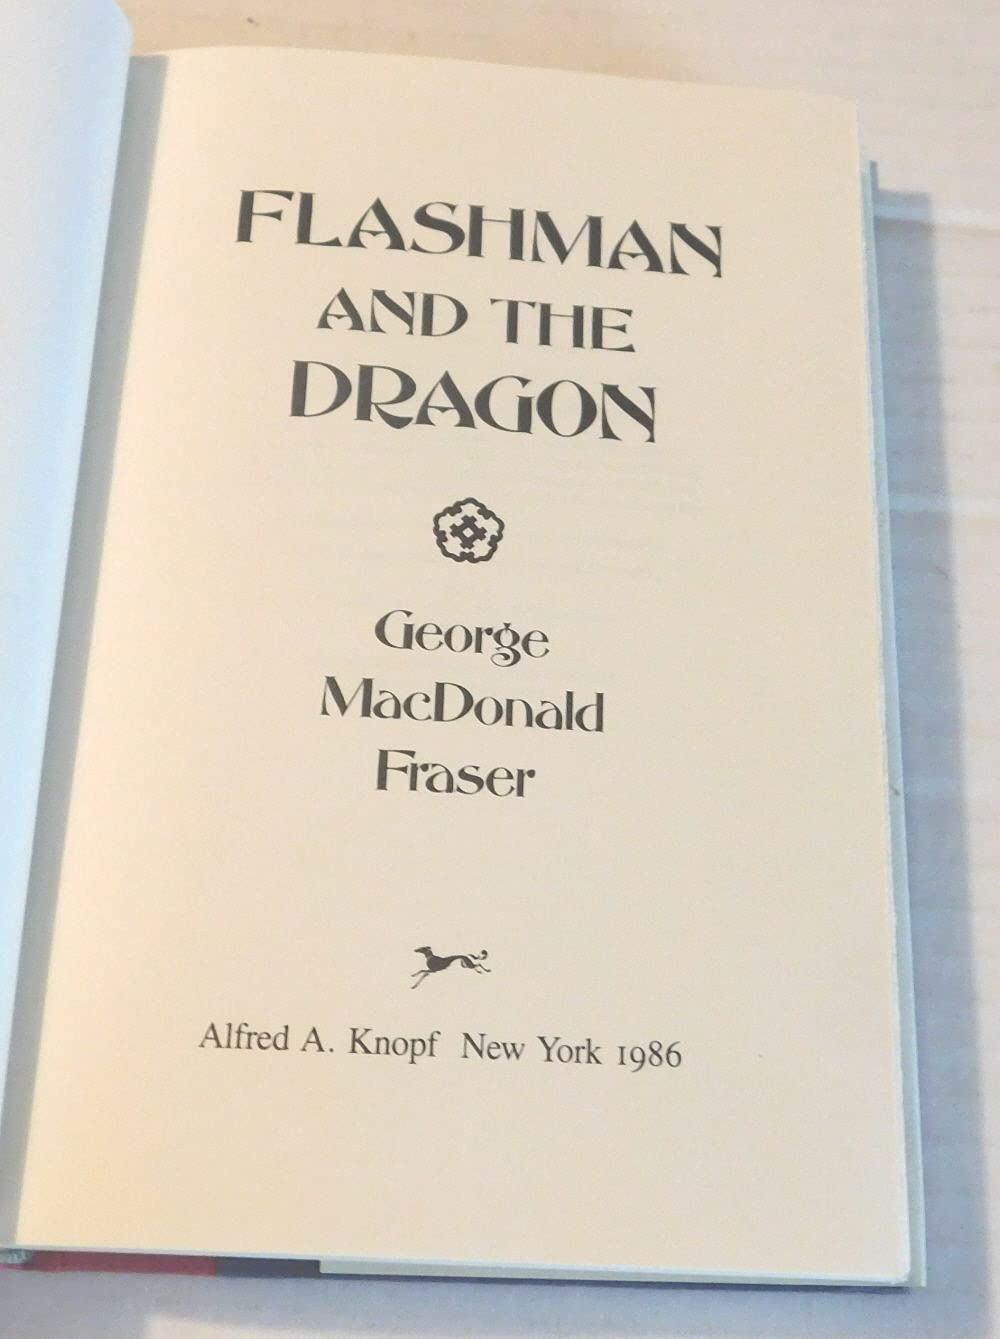 FLASHMAN
AND THE
DRAGON
George
MacDonald
Fraser
Alfred A. Knopf New York 1986